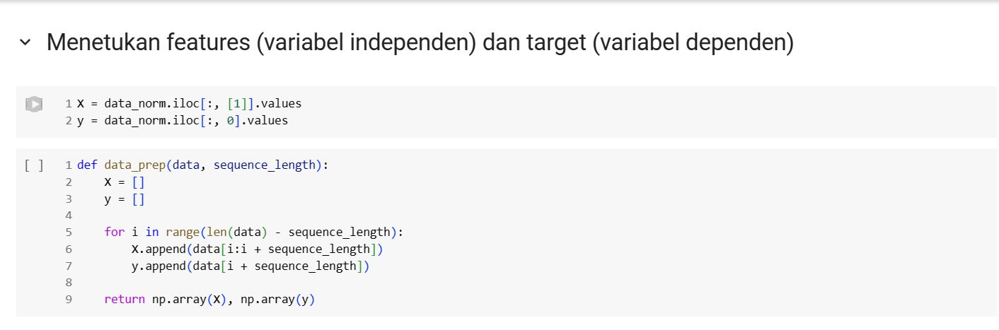 Menetukan features (variabel independen) dan target (variabel dependen)
1 X = data_norm.iloc[:, [1]].values
2 y = data_norm.iloc[:, 0].values
[ ] 1 def data_prep(data, sequence_length):
2     X = []
3     y = []
4
5     for i in range(len(data) - sequence_length):
6         X.append(data[i:i + sequence_length])
7         y.append(data[i + sequence_length])
8
9     return np.array(X), np.array(y)